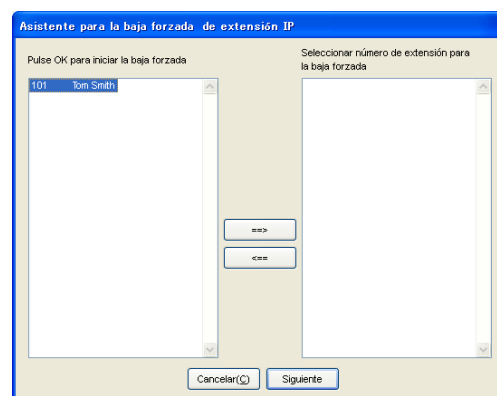 Asistente para la baja forzada de extensión IP
Pulse OK para iniciar la baja forzada
Seleccionar número de extensión para
la baja forzada
101 Tom Smith
==>
<==
Cancelar(C)
Siguiente